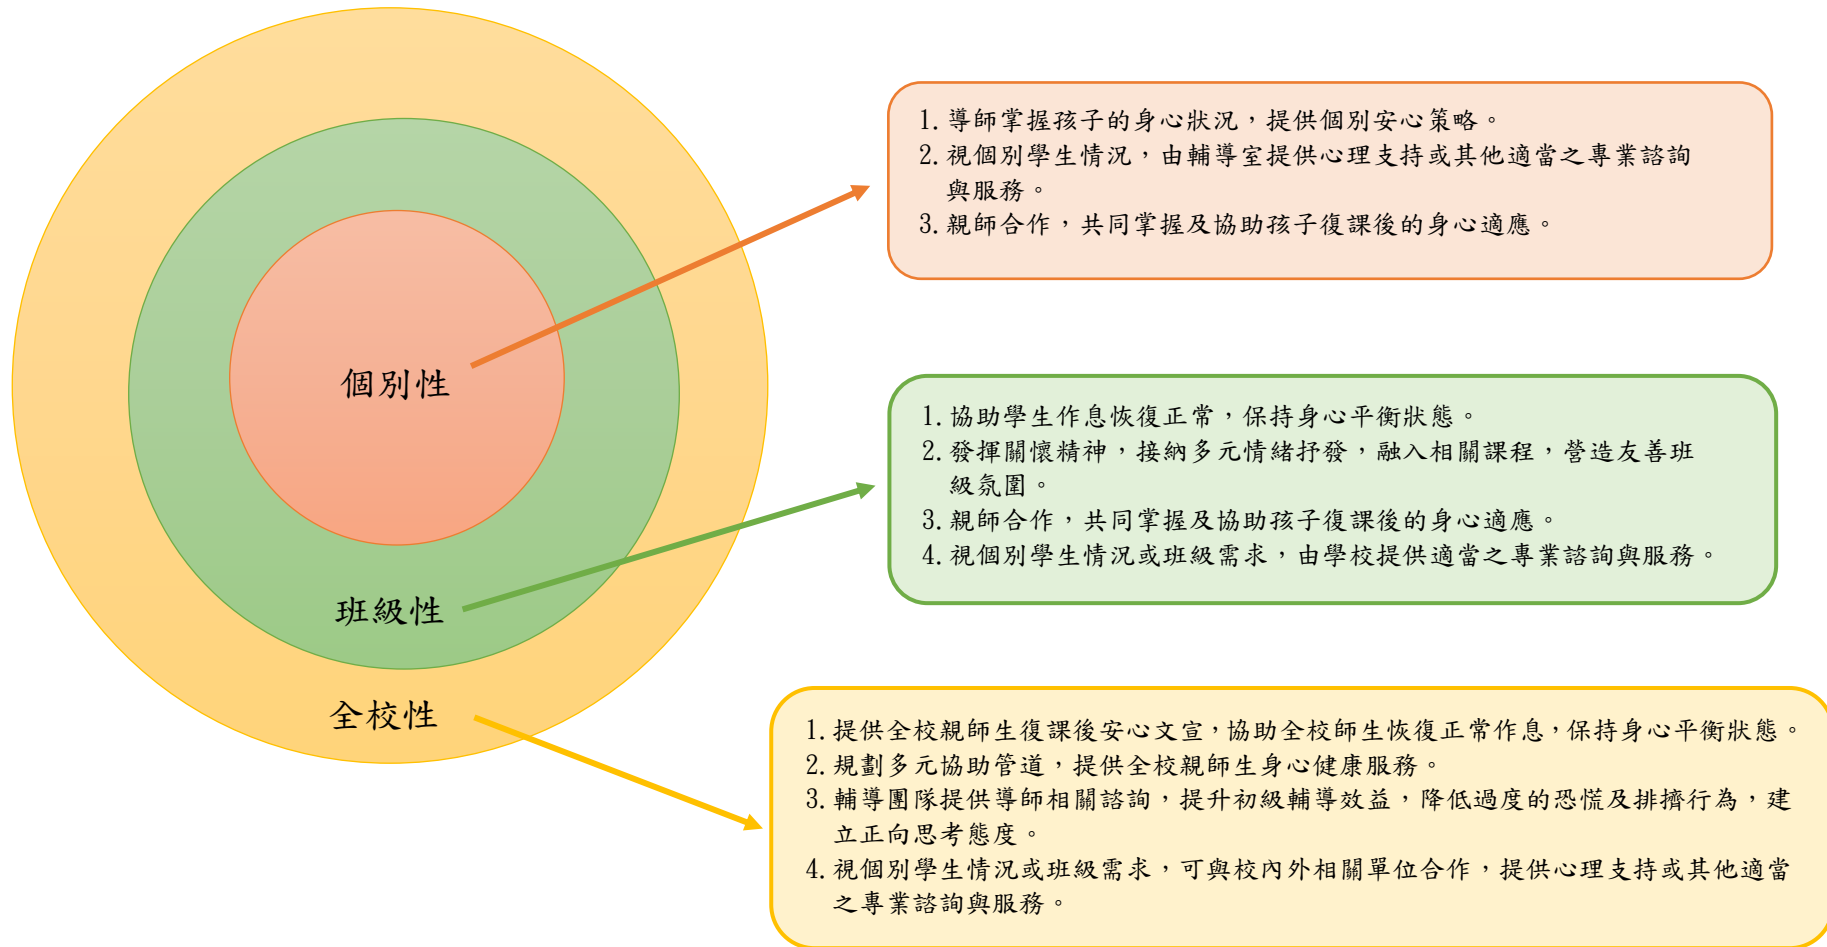 個別性
1. 導師掌握孩子的身心狀況，提供個別安心策略。
2. 視個別學生情況，由輔導室提供心理支持或其他適當之專業諮詢
與服務。
3. 親師合作，共同掌握及協助孩子復課後的身心適應。
班級性
1. 協助學生作息恢復正常，保持身心平衡狀態。
2. 發揮關懷精神，接納多元情緒抒發，融入相關課程，營造友善班
級氛圍。
3. 親師合作，共同掌握及協助孩子復課後的身心適應。
4. 視個別學生情況或班級需求，由學校提供適當之專業諮詢與服務。
全校性
1. 提供全校親師生復課後安心文宣，協助全校師生恢復正常作息，保持身心平衡狀態。
2. 規劃多元協助管道，提供全校親師生身心健康服務。
3. 輔導團隊提供導師相關諮詢，提升初級輔導效益，降低過度的恐慌及排擠行為，建
立正向思考態度。
4. 視個別學生情況或班級需求，可與校內外相關單位合作，提供心理支持或其他適當
之專業諮詢與服務。